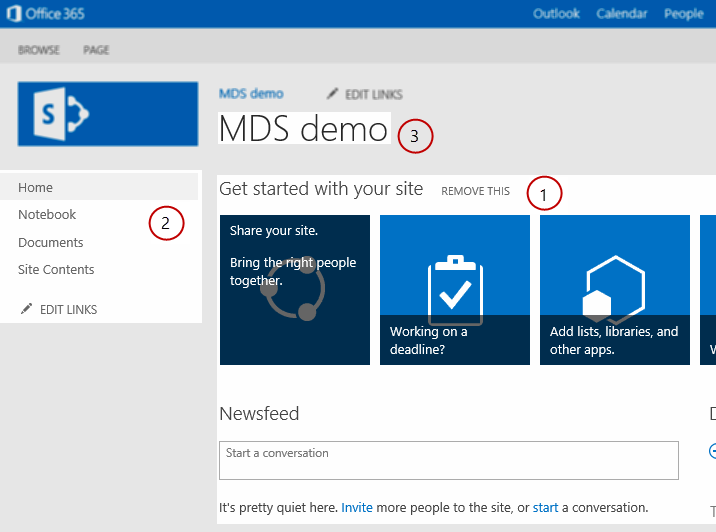 Office 365 Outlook Calendar People
BROWSE PAGE
S
MDS demo EDIT LINKS
MDS demo 3
Home
Notebook
2
Documents
Site Contents
EDIT LINKS
Get started with your site REMOVE THIS 1
Share your site.
Bring the right people
together.
Working on a
deadline?
Add lists, libraries, and
other apps.
W
Newsfeed
D
Start a conversation
It's pretty quiet here. Invite more people to the site, or start a conversation.
T